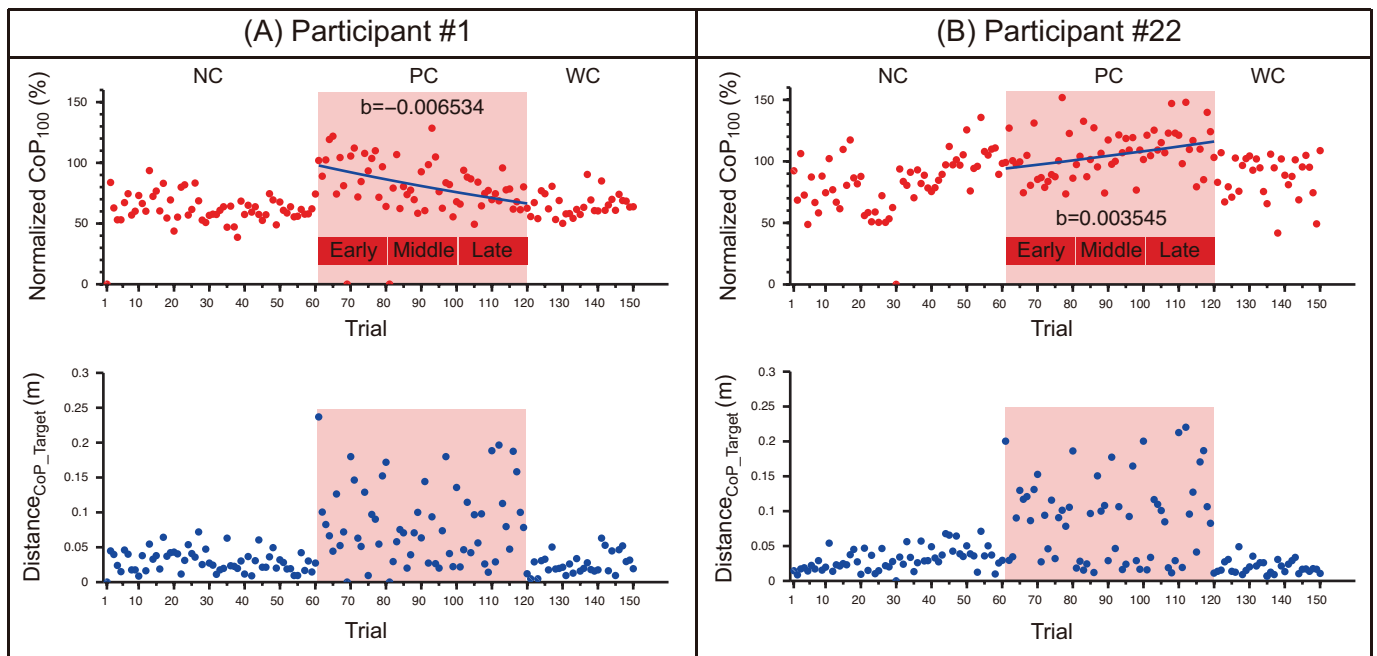 (A) Participant #1
(B) Participant #22
NC PC WC
b=−0.006534
Normalized CoP100 (%)
150
100
50
0
Early Middle Late
1 10 20 30 40 50 60 70 80 90 100 110 120 130 140 150
Trial
NC PC WC
Normalized CoP100 (%)
150
100
50
0
b=0.003545
Early Middle Late
1 10 20 30 40 50 60 70 80 90 100 110 120 130 140 150
Trial
DistanceCoP_Target (m)
0.3
0.25
0.2
0.15
0.1
0.05
0
1 10 20 30 40 50 60 70 80 90 100 110 120 130 140 150
Trial
DistanceCoP_Target (m)
0.3
0.25
0.2
0.15
0.1
0.05
0
1 10 20 30 40 50 60 70 80 90 100 110 120 130 140 150
Trial